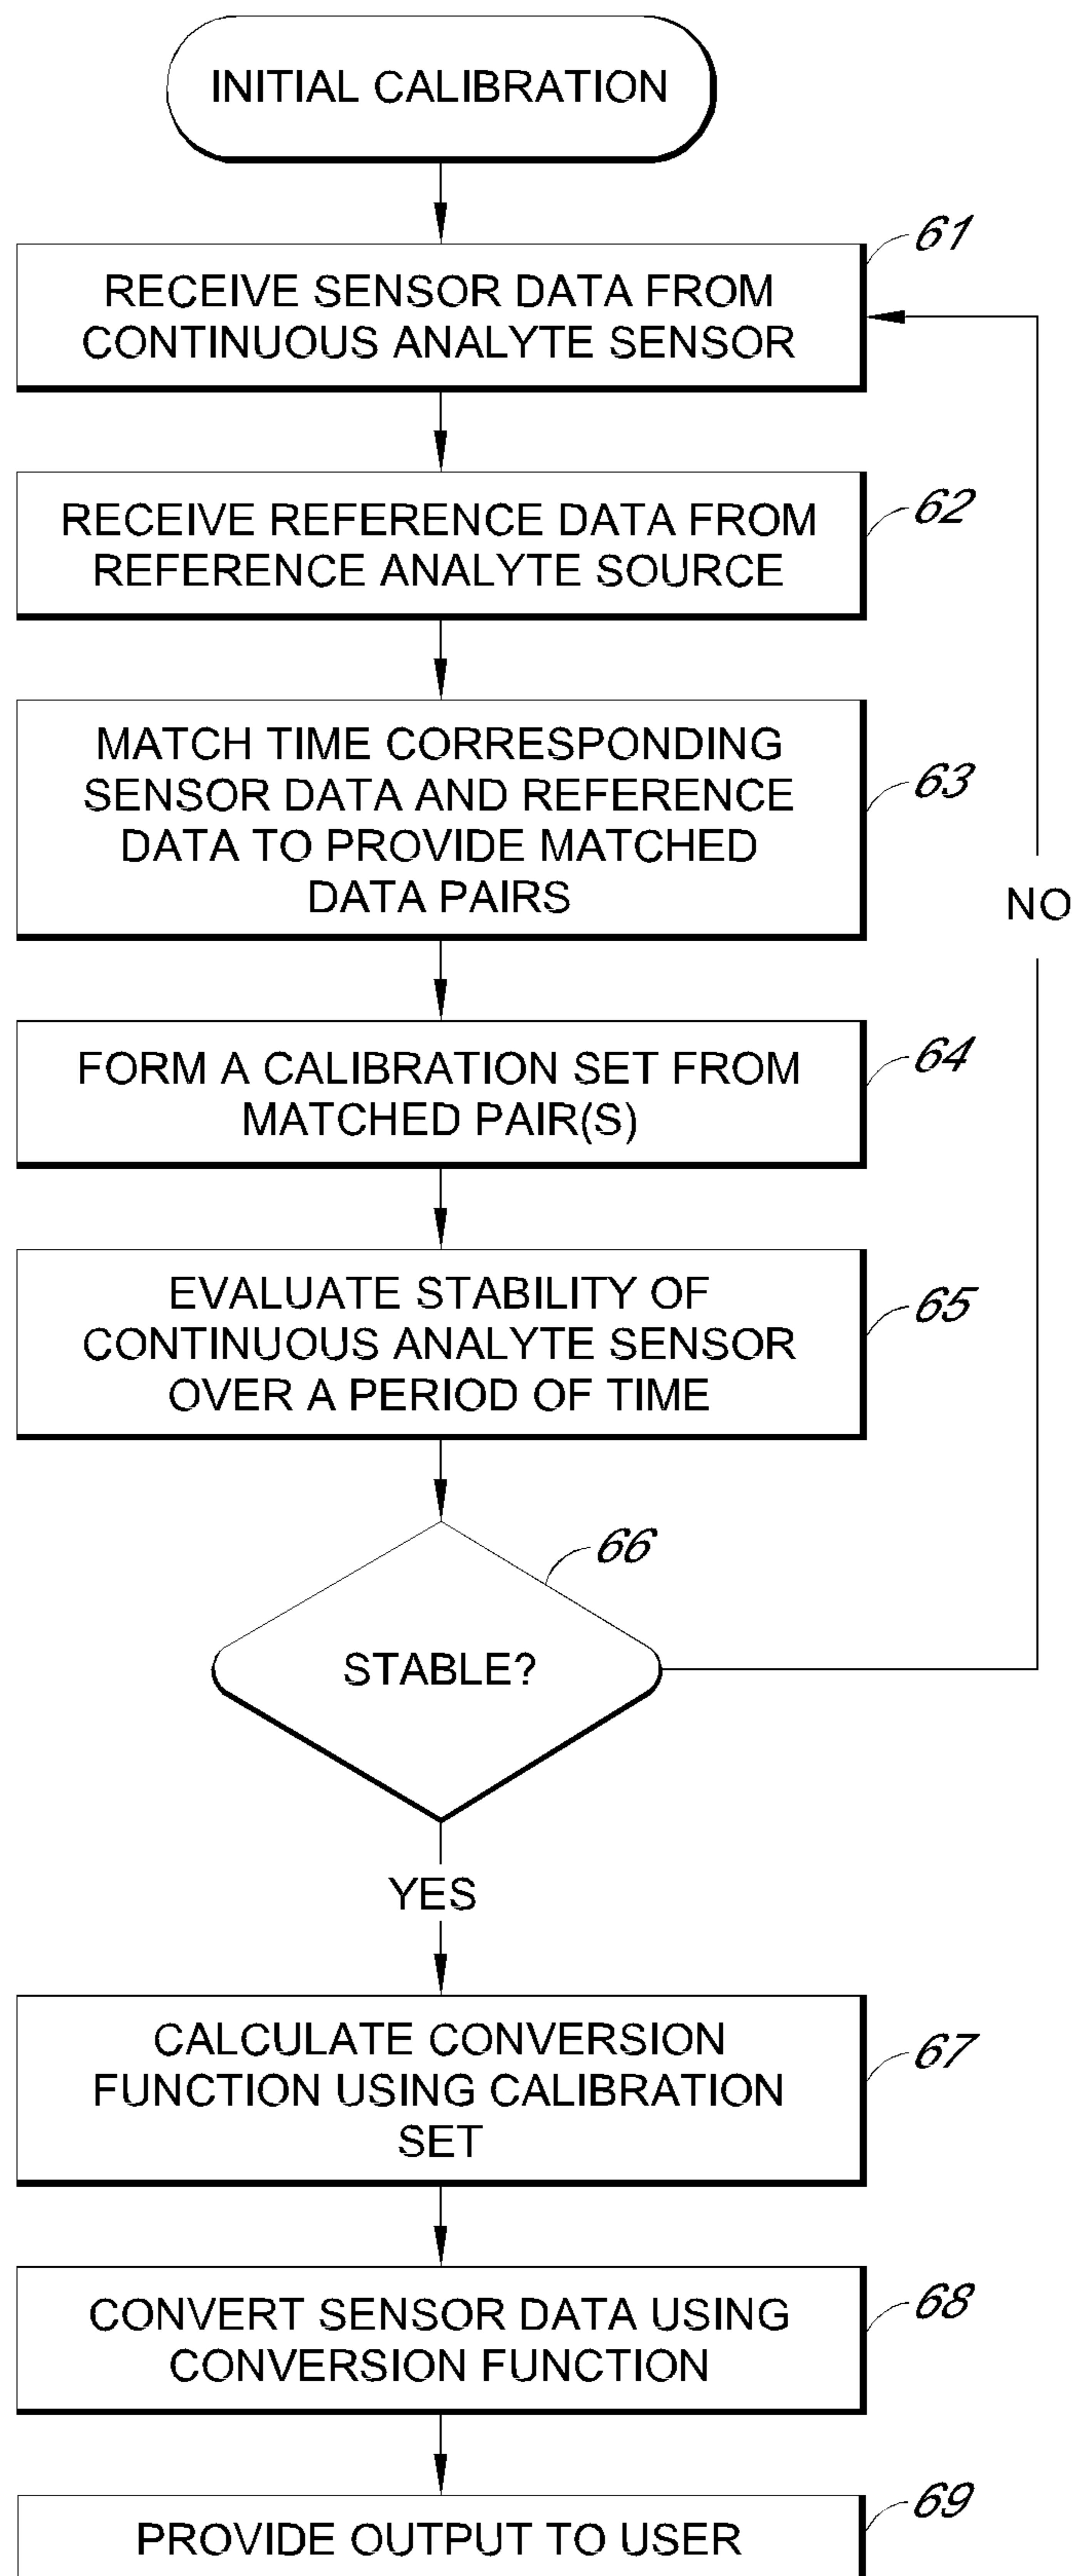 INITIAL CALIBRATION
61
RECEIVE SENSOR DATA FROM
CONTINUOUS ANALYTE SENSOR
62
RECEIVE REFERENCE DATA FROM
REFERENCE ANALYTE SOURCE
63
MATCH TIME CORRESPONDING
SENSOR DATA AND REFERENCE
DATA TO PROVIDE MATCHED
DATA PAIRS
NO
64
FORM A CALIBRATION SET FROM
MATCHED PAIR(S)
65
EVALUATE STABILITY OF
CONTINUOUS ANALYTE SENSOR
OVER A PERIOD OF TIME
66
STABLE?
YES
67
CALCULATE CONVERSION
FUNCTION USING CALIBRATION
SET
68
CONVERT SENSOR DATA USING
CONVERSION FUNCTION
69
PROVIDE OUTPUT TO USER